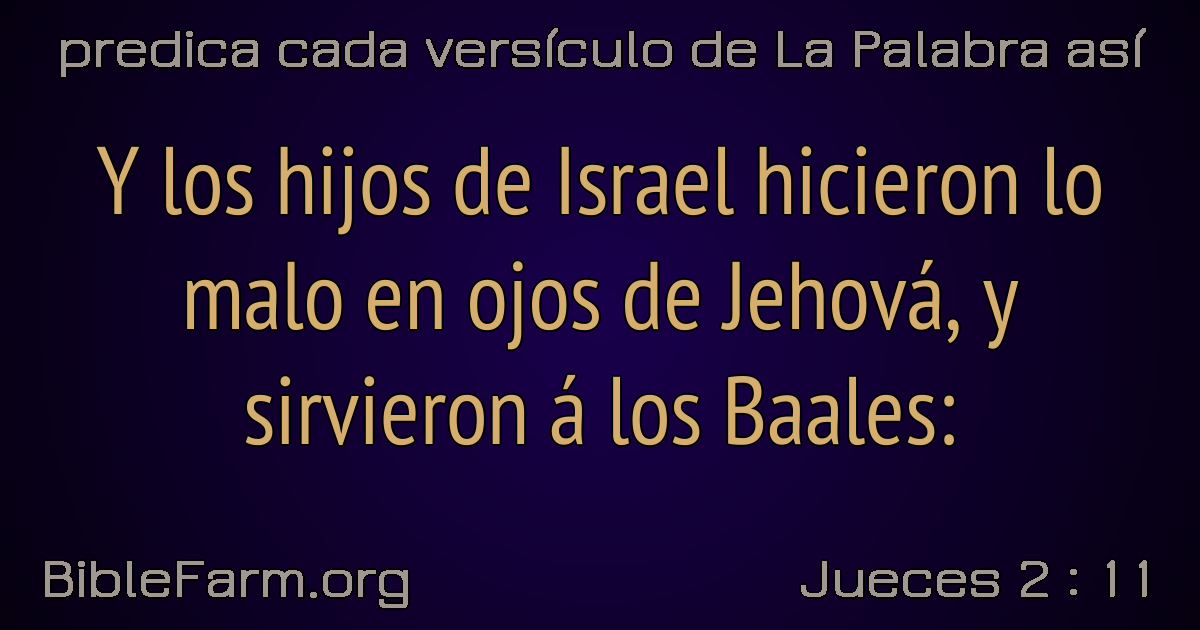 predica cada versículo de La Palabra así
Y los hijos de Israel hicieron lo
malo en ojos de Jehová, y
sirvieron á los Baales:
BibleFarm.org
Jueces 2 : 11